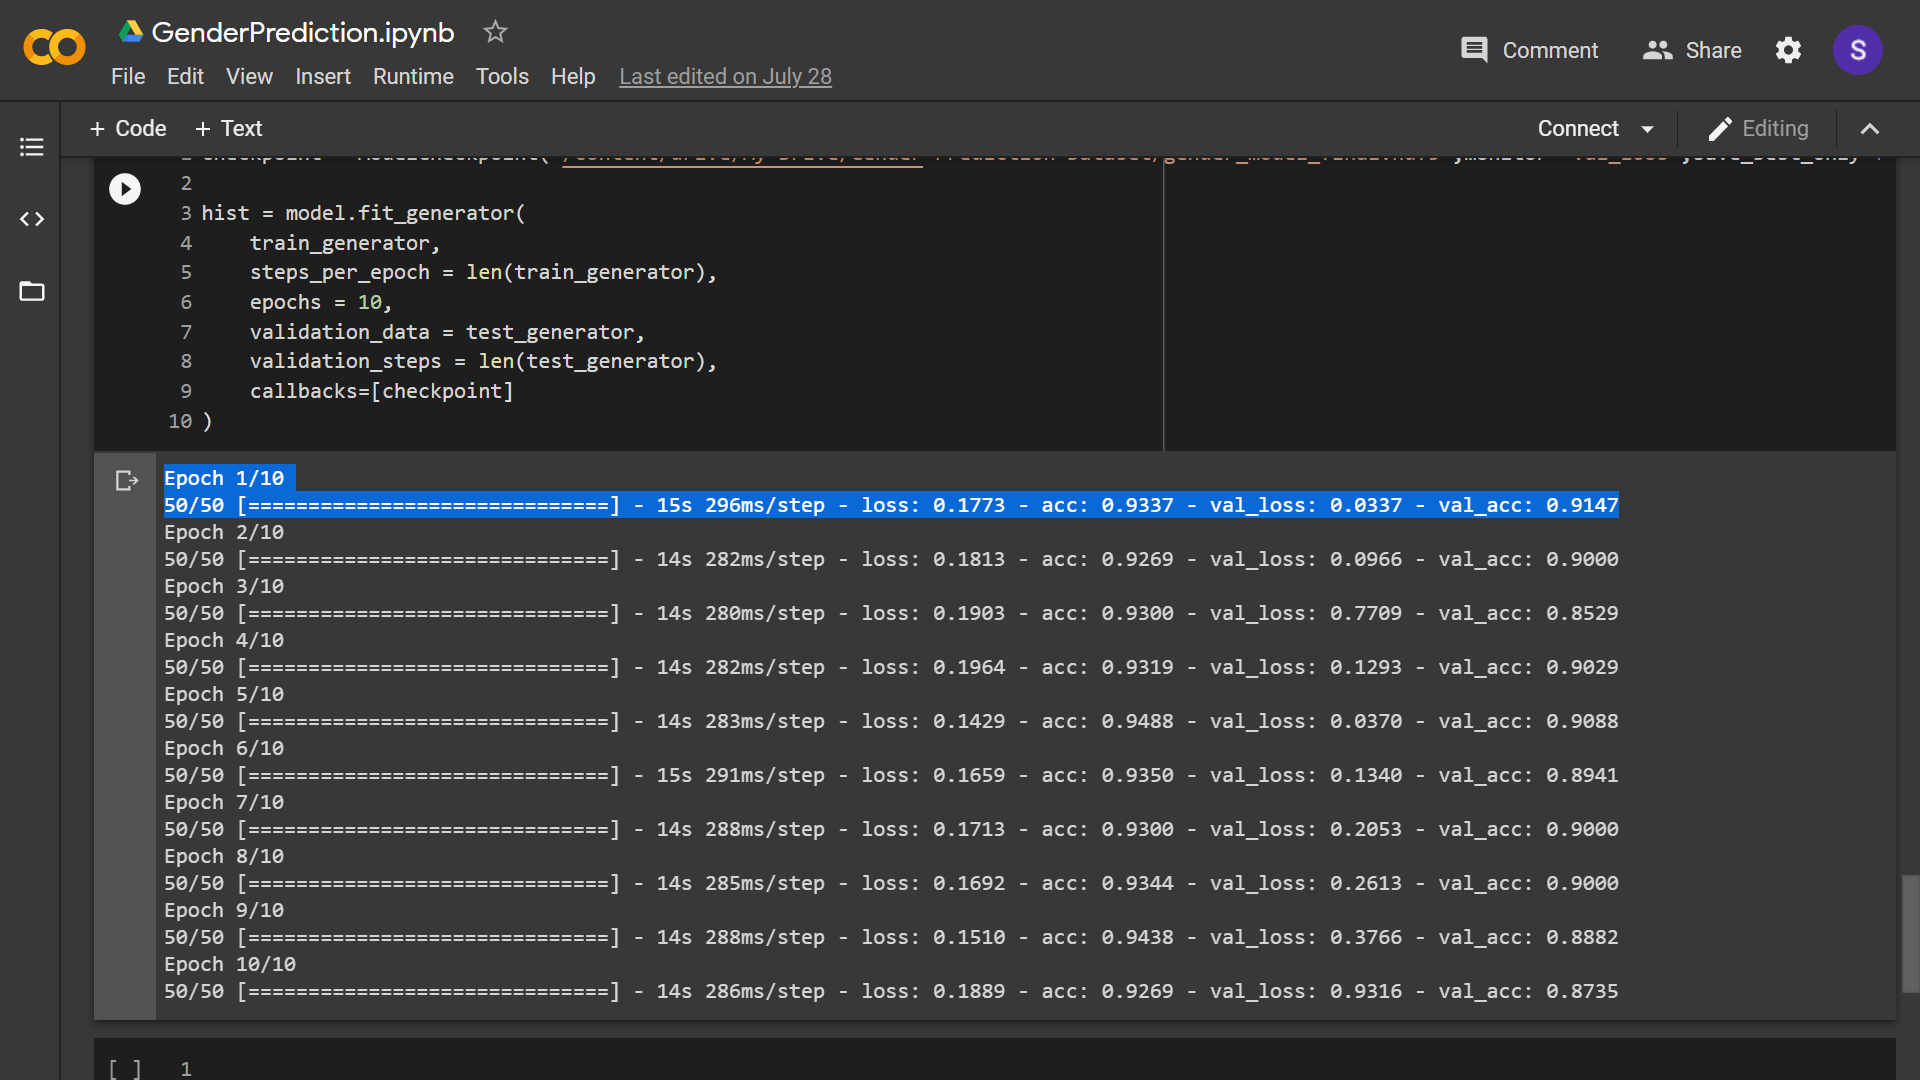 GenderPrediction.ipynb
File Edit View Insert Runtime Tools Help Last edited on July 28
Comment Share S
+ Code + Text
Connect Editing
2
3 hist = model.fit_generator(
4 train_generator,
5 steps_per_epoch = len(train_generator),
6 epochs = 10,
7 validation_data = test_generator,
8 validation_steps = len(test_generator),
9 callbacks=[checkpoint]
10 )
Epoch 1/10
50/50 [==============================] - 15s 296ms/step - loss: 0.1773 - acc: 0.9337 - val_loss: 0.0337 - val_acc: 0.9147
Epoch 2/10
50/50 [==============================] - 14s 282ms/step - loss: 0.1813 - acc: 0.9269 - val_loss: 0.0966 - val_acc: 0.9000
Epoch 3/10
50/50 [==============================] - 14s 280ms/step - loss: 0.1903 - acc: 0.9300 - val_loss: 0.7709 - val_acc: 0.8529
Epoch 4/10
50/50 [==============================] - 14s 282ms/step - loss: 0.1964 - acc: 0.9319 - val_loss: 0.1293 - val_acc: 0.9029
Epoch 5/10
50/50 [==============================] - 14s 283ms/step - loss: 0.1429 - acc: 0.9488 - val_loss: 0.0370 - val_acc: 0.9088
Epoch 6/10
50/50 [==============================] - 15s 291ms/step - loss: 0.1659 - acc: 0.9350 - val_loss: 0.1340 - val_acc: 0.8941
Epoch 7/10
50/50 [==============================] - 14s 288ms/step - loss: 0.1713 - acc: 0.9300 - val_loss: 0.2053 - val_acc: 0.9000
Epoch 8/10
50/50 [==============================] - 14s 285ms/step - loss: 0.1692 - acc: 0.9344 - val_loss: 0.2613 - val_acc: 0.9000
Epoch 9/10
50/50 [==============================] - 14s 288ms/step - loss: 0.1510 - acc: 0.9438 - val_loss: 0.3766 - val_acc: 0.8882
Epoch 10/10
50/50 [==============================] - 14s 286ms/step - loss: 0.1889 - acc: 0.9269 - val_loss: 0.9316 - val_acc: 0.8735
[ ] 1